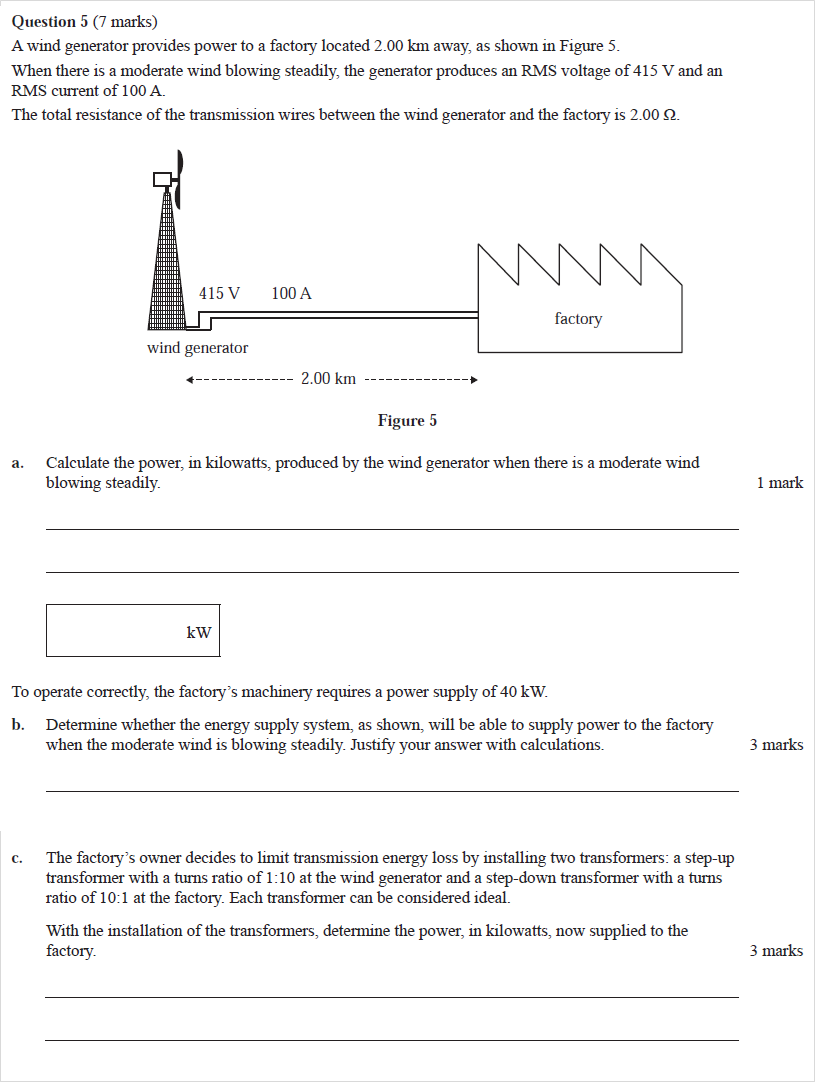 Question 5 (7 marks)
A wind generator provides power to a factory located 2.00 km away, as shown in Figure 5.
When there is a moderate wind blowing steadily, the generator produces an RMS voltage of 415 V and an
RMS current of 100 A.
The total resistance of the transmission wires between the wind generator and the factory is 2.00 Ω.
415 V 100 A
factory
wind generator
2.00 km
Figure 5
a. Calculate the power, in kilowatts, produced by the wind generator when there is a moderate wind
blowing steadily. 1 mark
kW
To operate correctly, the factory’s machinery requires a power supply of 40 kW.
b. Determine whether the energy supply system, as shown, will be able to supply power to the factory
when the moderate wind is blowing steadily. Justify your answer with calculations. 3 marks
c. The factory’s owner decides to limit transmission energy loss by installing two transformers: a step-up
transformer with a turns ratio of 1:10 at the wind generator and a step-down transformer with a turns
ratio of 10:1 at the factory. Each transformer can be considered ideal.
With the installation of the transformers, determine the power, in kilowatts, now supplied to the
factory. 3 marks